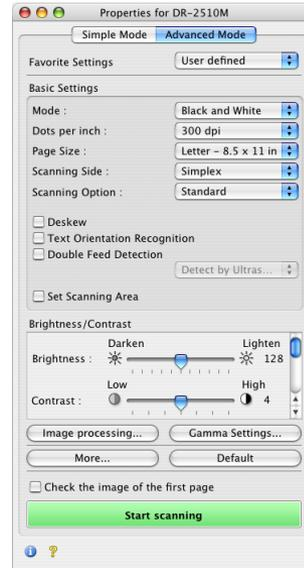 Properties for DR-2510M
Simple Mode Advanced Mode
Favorite Settings User defined
Basic Settings
Mode : Black and White
Dots per inch : 300 dpi
Page Size : Letter - 8.5 x 11 in
Scanning Side : Simplex
Scanning Option : Standard
Deskew
Text Orientation Recognition
Double Feed Detection
Detect by Ultras...
Set Scanning Area
Brightness/Contrast
Darken Lighten
Brightness : 128
Low High
Contrast : 4
Image processing... Gamma Settings...
More... Default
Check the image of the first page
Start scanning